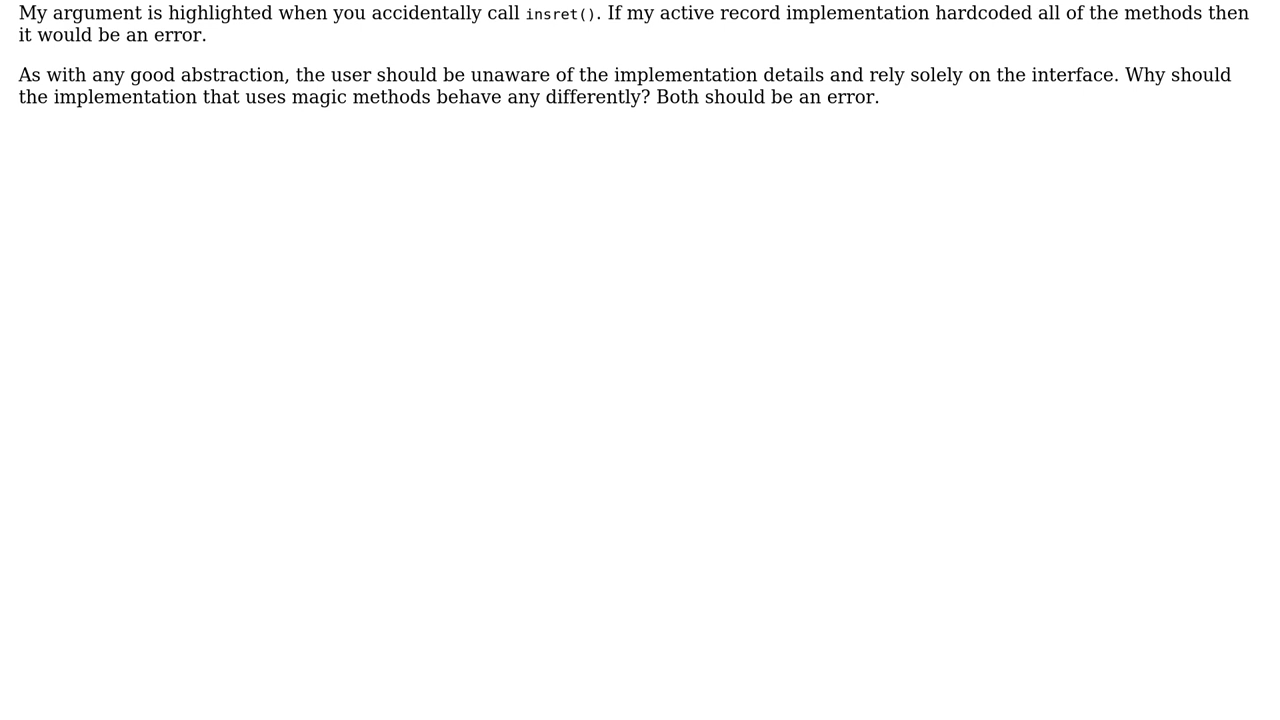 My argument is highlighted when you accidentally call insret(). If my active record implementation hardcoded all of the methods then
it would be an error.
As with any good abstraction, the user should be unaware of the implementation details and rely solely on the interface. Why should
the implementation that uses magic methods behave any differently? Both should be an error.